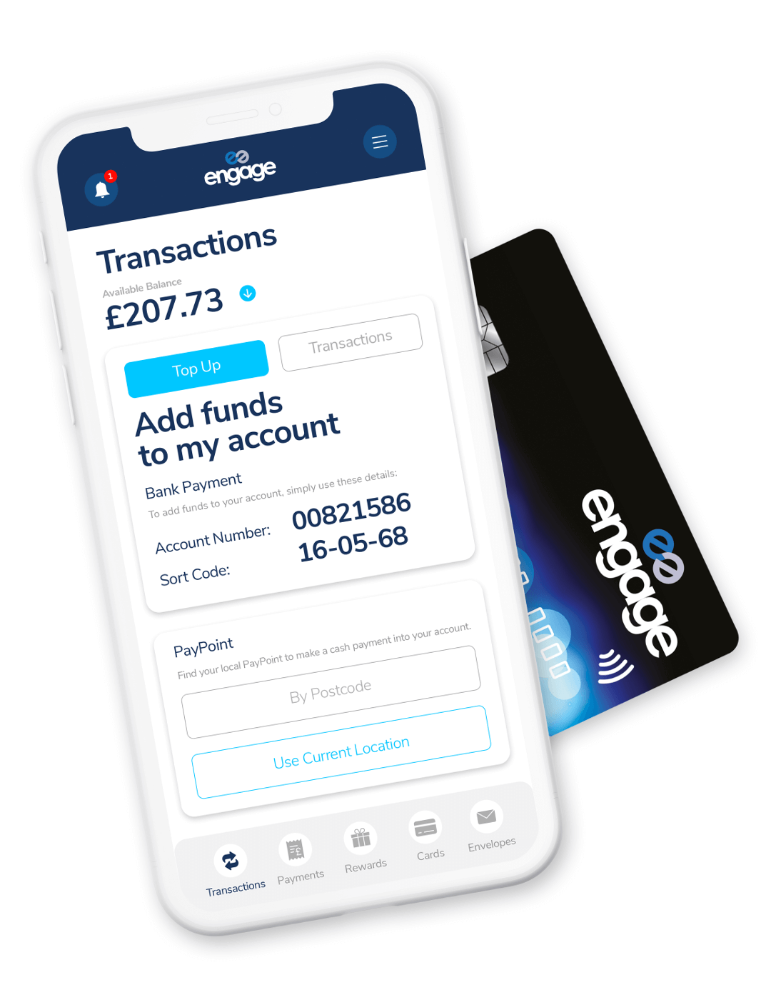 1
engage
Transactions
Available Balance
£207.73
Top Up
Transactions
Add funds
to my account
Bank Payment
To add funds to your account, simply use these details:
Account Number: 00821586
Sort Code: 16-05-68
PayPoint
Find your local PayPoint to make a cash payment into your account.
By Postcode
Use Current Location
Transactions
Payments
Rewards
Cards
Envelopes
engage